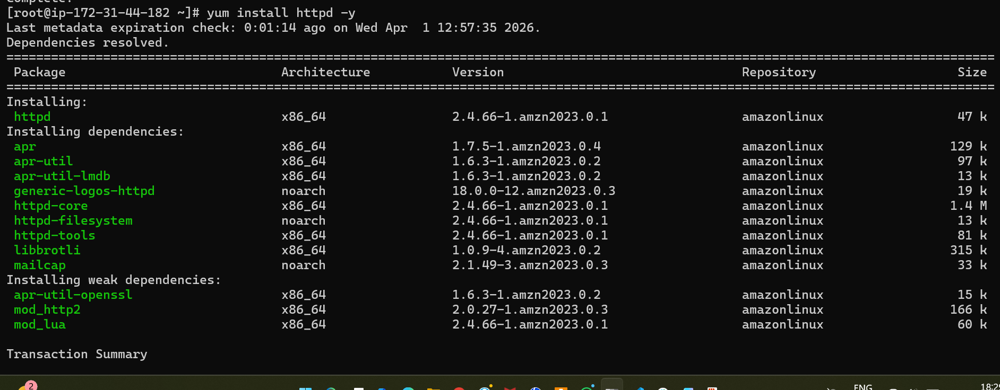 Complete!
[root@ip-172-31-44-182 ~]# yum install httpd -y
Last metadata expiration check: 0:01:14 ago on Wed Apr  1 12:57:35 2026.
Dependencies resolved.
Package Architecture Version Repository Size
Installing:
httpd x86_64 2.4.66-1.amzn2023.0.1 amazonlinux 47 k
Installing dependencies:
apr x86_64 1.7.5-1.amzn2023.0.4 amazonlinux 129 k
apr-util x86_64 1.6.3-1.amzn2023.0.2 amazonlinux 97 k
apr-util-lmdb x86_64 1.6.3-1.amzn2023.0.2 amazonlinux 13 k
generic-logos-httpd noarch 18.0.0-12.amzn2023.0.3 amazonlinux 19 k
httpd-core x86_64 2.4.66-1.amzn2023.0.1 amazonlinux 1.4 M
httpd-filesystem noarch 2.4.66-1.amzn2023.0.1 amazonlinux 13 k
httpd-tools x86_64 2.4.66-1.amzn2023.0.1 amazonlinux 81 k
libbrotli x86_64 1.0.9-4.amzn2023.0.2 amazonlinux 315 k
mailcap noarch 2.1.49-3.amzn2023.0.3 amazonlinux 33 k
Installing weak dependencies:
apr-util-openssl x86_64 1.6.3-1.amzn2023.0.2 amazonlinux 15 k
mod_http2 x86_64 2.0.27-1.amzn2023.0.3 amazonlinux 166 k
mod_lua x86_64 2.4.66-1.amzn2023.0.1 amazonlinux 60 k
Transaction Summary
2
ENG